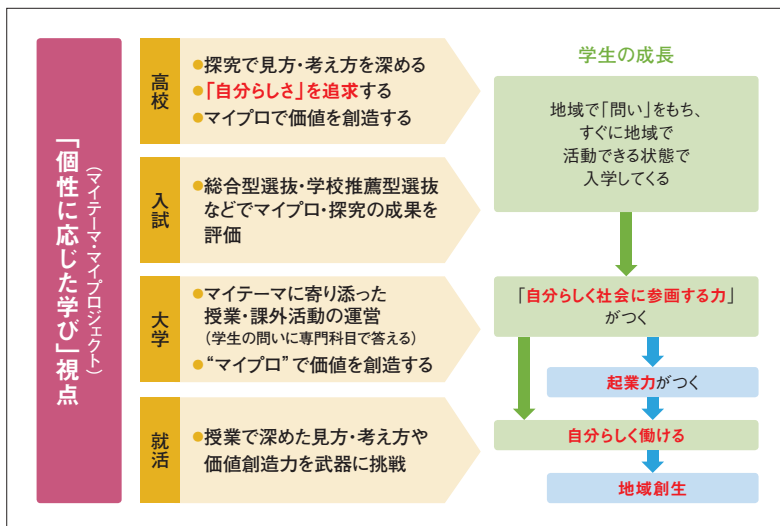 「個性に応じた学び」視点
(マイテーマ・マイプロジェクト)
高校
●探究で見方・考え方を深める
●「自分らしさ」を追求する
●マイプロで価値を創造する
入試
総合型選抜・学校推薦型選抜
などでマイプロ・探究の成果を
評価
大学
●マイテーマに寄り添った
授業・課外活動の運営
(学生の問いに専門科目で答える)
●“マイプロ”で価値を創造する
就活
●授業で深めた見方・考え方や
価値創造力を武器に挑戦
学生の成長
地域で「問い」をもち、
すぐに地域で
活動できる状態で
入学してくる
「自分らしく社会に参画する力」
がつく
起業力がつく
自分らしく働ける
地域創生